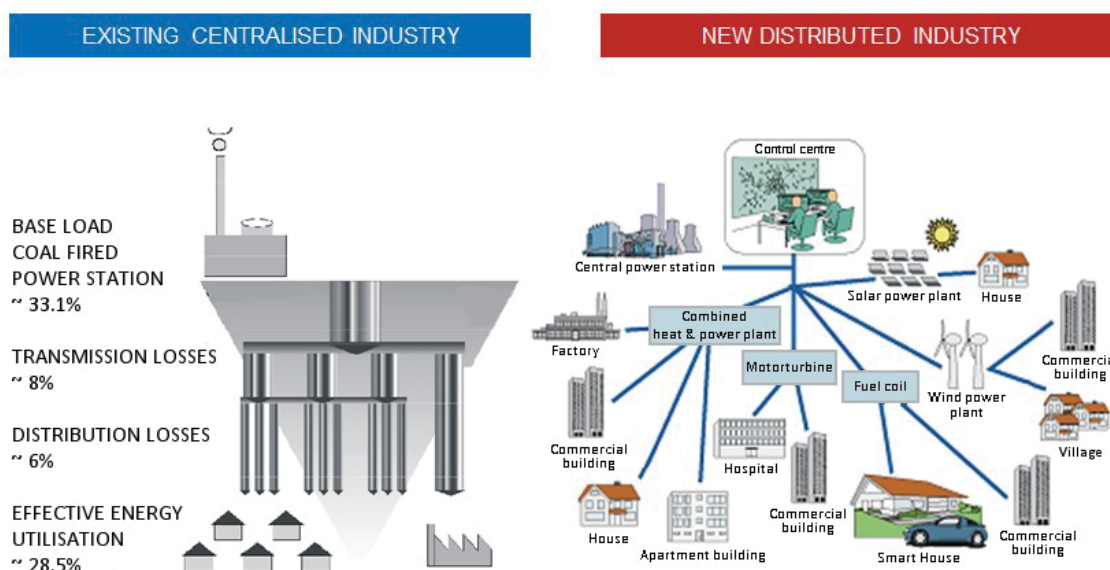 EXISTING CENTRALISED INDUSTRY
BASE LOAD
COAL FIRED
POWER STATION
~ 33.1%
TRANSMISSION LOSSES
~ 8%
DISTRIBUTION LOSSES
~ 6%
EFFECTIVE ENERGY
UTILISATION
~ 28.5%
NEW DISTRIBUTED INDUSTRY
Control centre
Central power station
Solar power plant
House
Combined
heat & power plant
Factory
Motorturbine
Fuel coil
Wind power
plant
Commercial
building
Commercial
building
Hospital
Village
House
Apartment building
Commercial
building
Smart House
Commercial
building